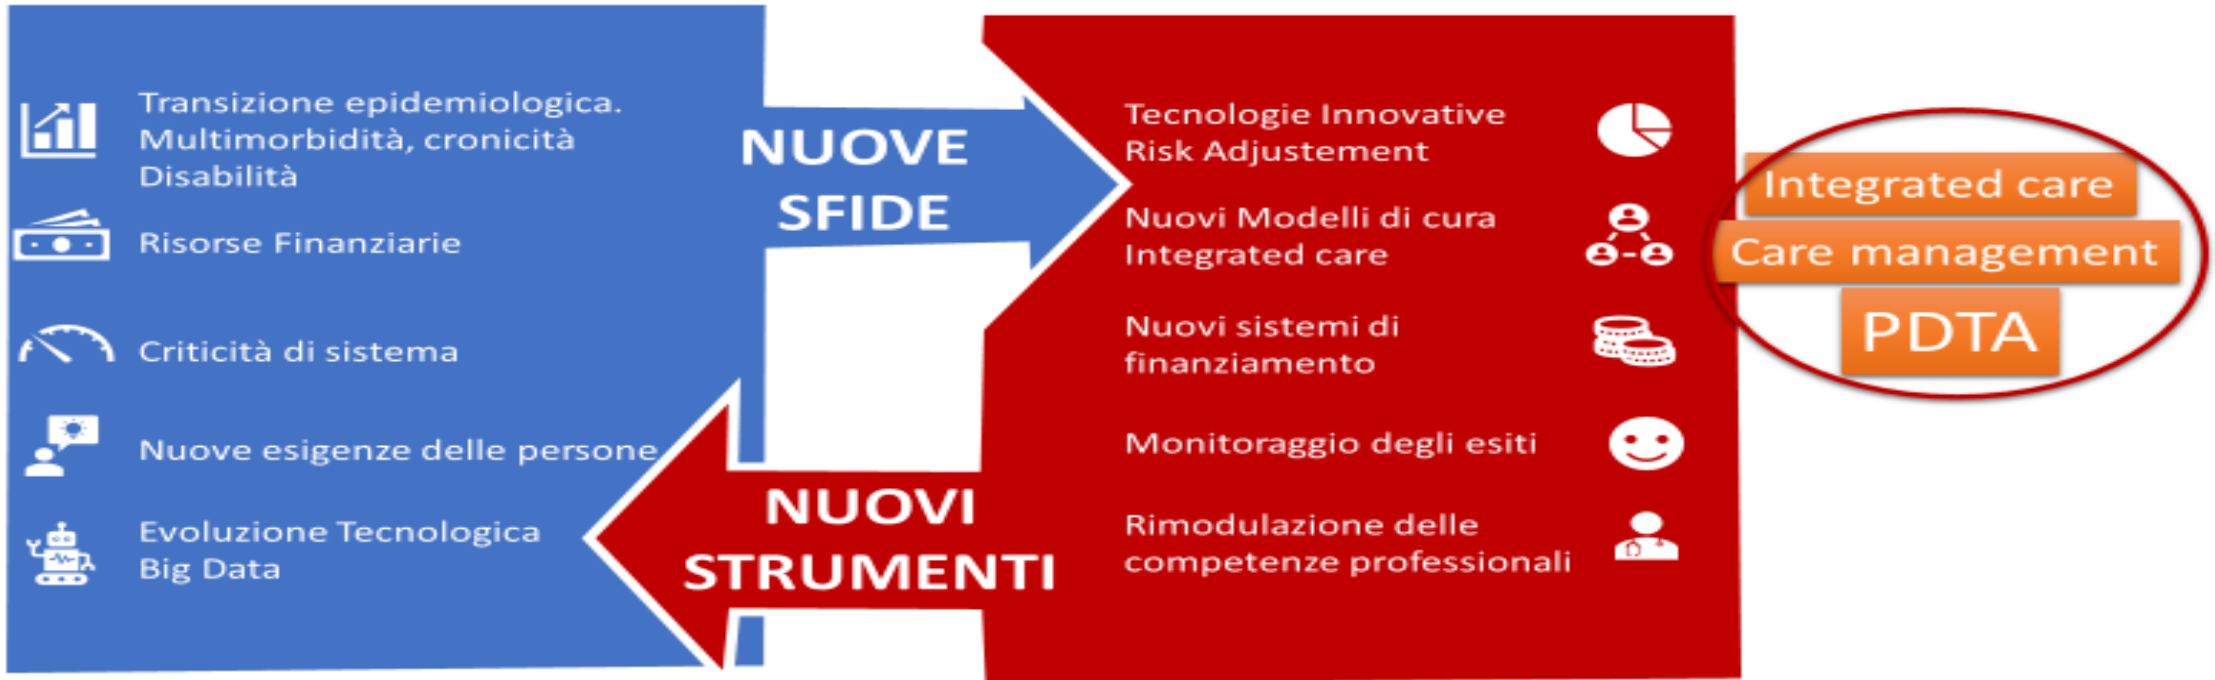 Transizione epidemiologica.
Multimorbidità, cronicità
Disabilità
Risorse Finanziarie
Criticità di sistema
Nuove esigenze delle persone
Evoluzione Tecnologica
Big Data
NUOVE
SFIDE
NUOVI
STRUMENTI
Tecnologie Innovative
Risk Adjustement
Nuovi Modelli di cura
Integrated care
Nuovi sistemi di
finanziamento
Monitoraggio degli esiti
Rimodulazione delle
competenze professionali
Integrated care
Care management
PDTA